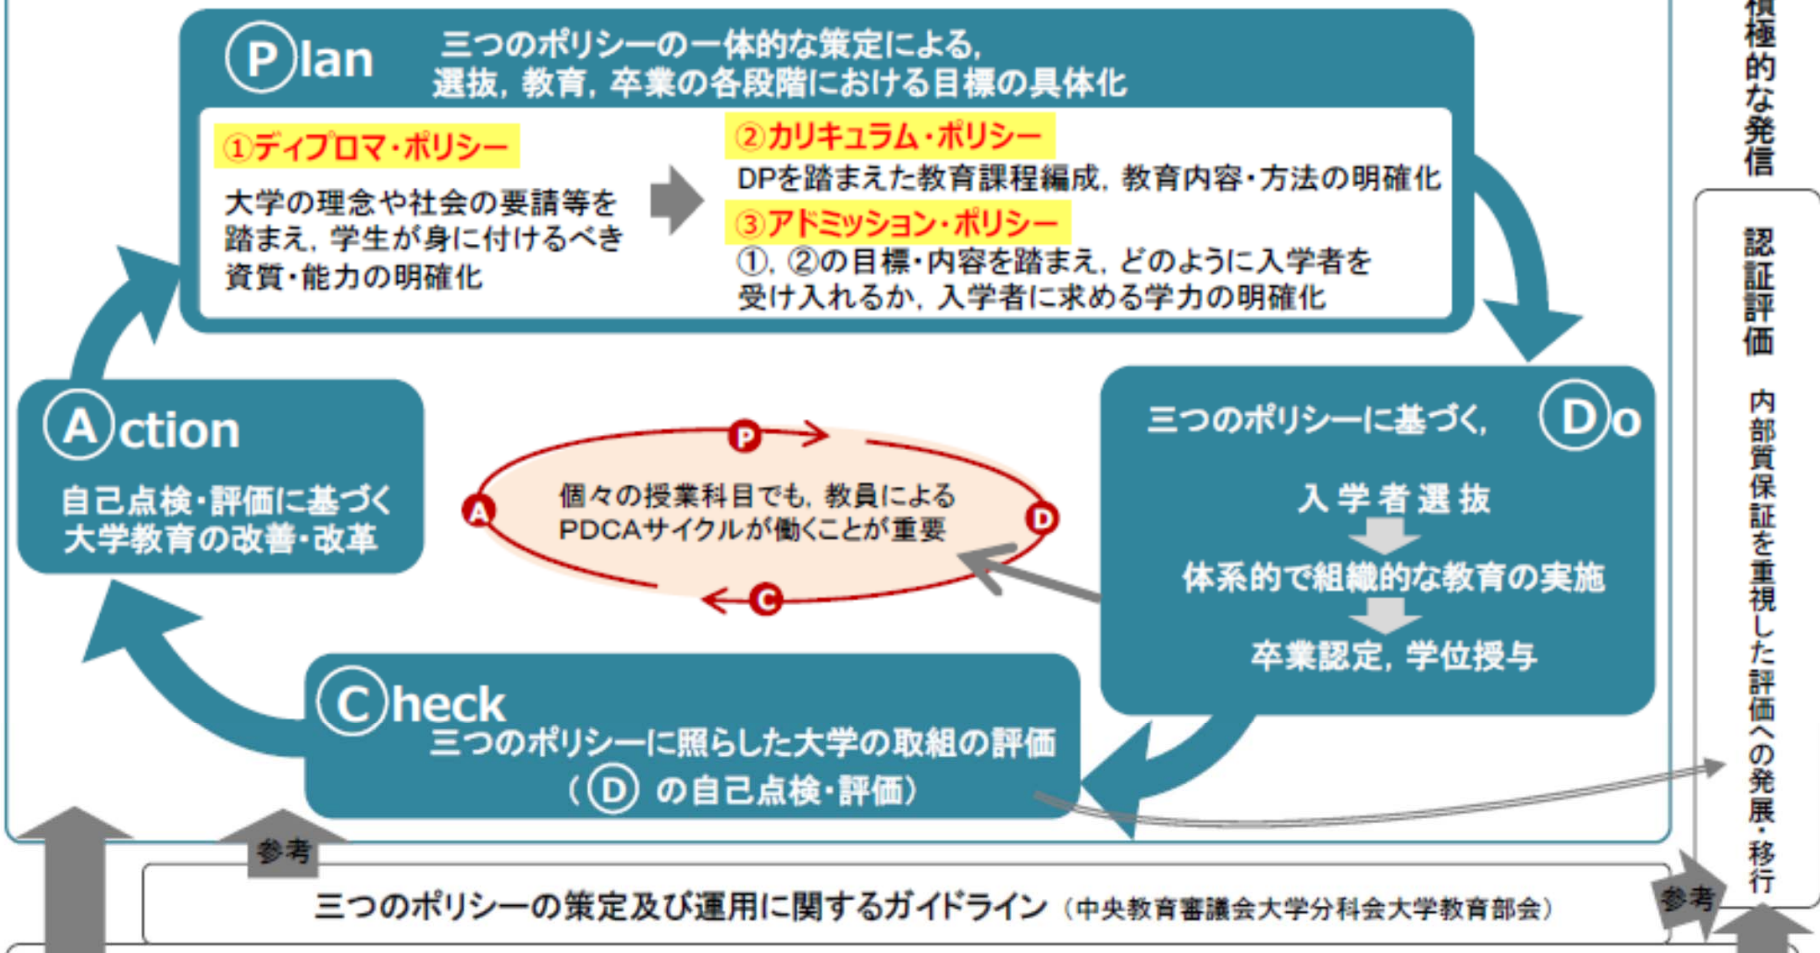 Plan
三つのポリシーの一体的な策定による,
選抜, 教育, 卒業の各段階における目標の具体化
①ディプロマ・ポリシー
大学の理念や社会の要請等を
踏まえ, 学生が身に付けるべき
資質・能力の明確化
②カリキュラム・ポリシー
DPを踏まえた教育課程編成, 教育内容・方法の明確化
③アドミッション・ポリシー
①, ②の目標・内容を踏まえ, どのように入学者を
受け入れるか, 入学者に求める学力の明確化
Do
三つのポリシーに基づく,
入学者選抜
体系的で組織的な教育の実施
卒業認定, 学位授与
Check
三つのポリシーに照らした大学の取組の評価
(Ⓓ の自己点検・評価)
Action
自己点検・評価に基づく
大学教育の改善・改革
P
D
C
A
個々の授業科目でも, 教員による
PDCAサイクルが働くことが重要
積極的な発信
認証評価 内部質保証を重視した評価への発展・移行
参考
三つのポリシーの策定及び運用に関するガイドライン (中央教育審議会大学分科会大学教育部会)
参考